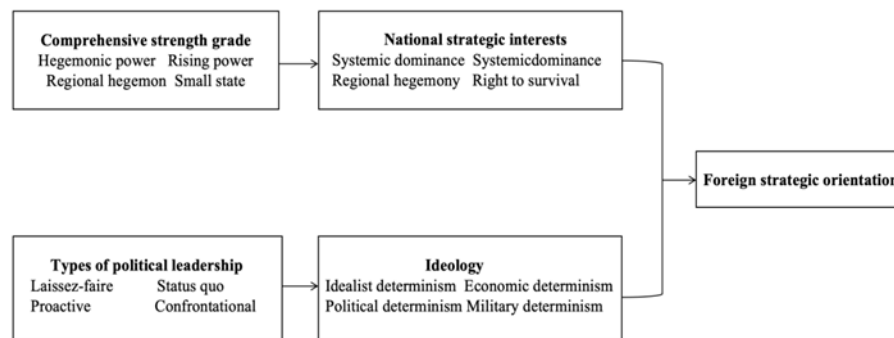 Comprehensive strength grade
Hegemonic power Rising power
Regional hegemon Small state
National strategic interests
Systemic dominance Systemicdominance
Regional hegemony Right to survival
Foreign strategic orientation
Types of political leadership
Laissez-faire Status quo
Proactive Confrontational
Ideology
Idealist determinism Economic determinism
Political determinism Military determinism